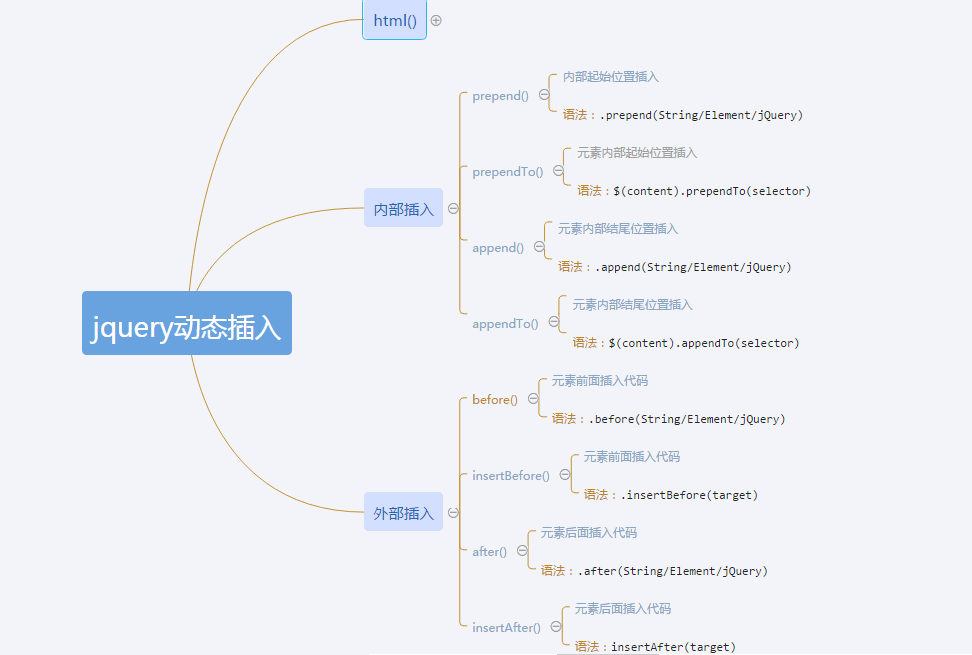 html()
prepend()
内部起始位置插入
语法：.prepend(String/Element/jQuery)
prependTo()
元素内部起始位置插入
语法：$(content).prependTo(selector)
内部插入
append()
元素内部结尾位置插入
语法：.append(String/Element/jQuery)
appendTo()
元素内部结尾位置插入
语法：$(content).appendTo(selector)
jquery动态插入
before()
元素前面插入代码
语法：.before(String/Element/jQuery)
insertBefore()
元素前面插入代码
语法：.insertBefore(target)
外部插入
after()
元素后面插入代码
语法：.after(String/Element/jQuery)
insertAfter()
元素后面插入代码
语法：insertAfter(target)